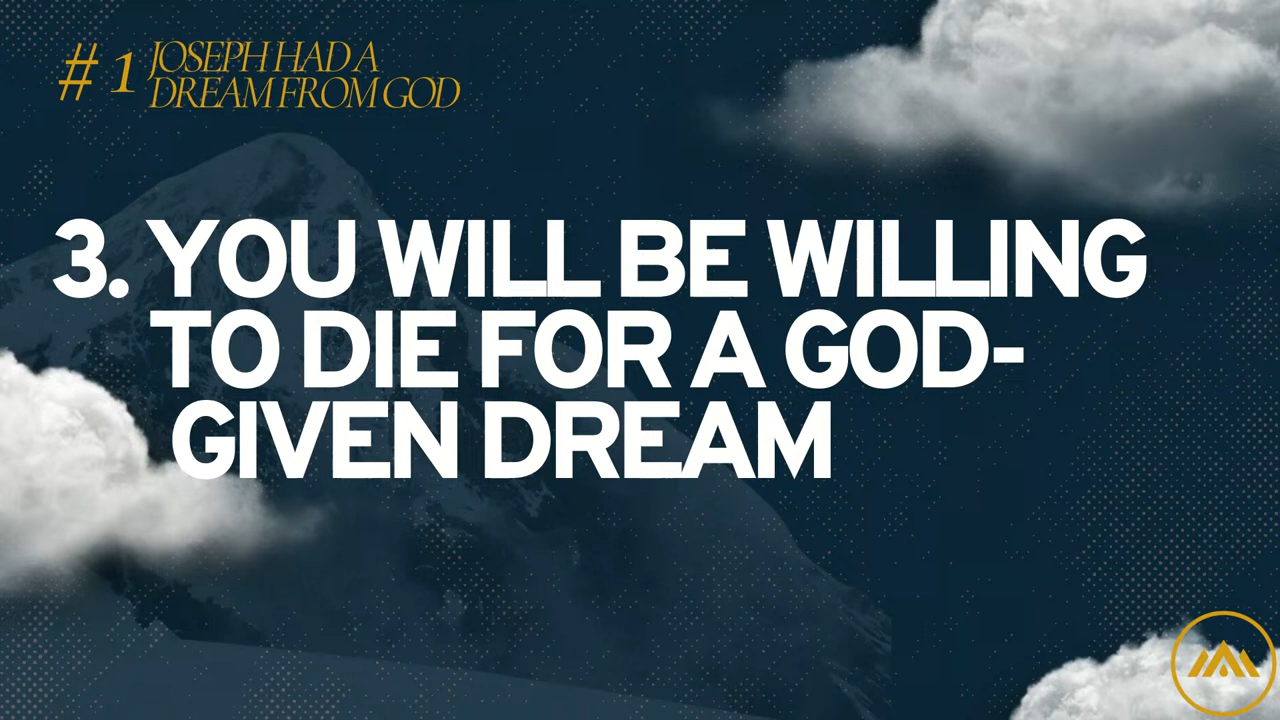 # 1 JOSEPH HAD A
DREAM FROM GOD
3. YOU WILL BE WILLING
TO DIE FOR A GOD-
GIVEN DREAM